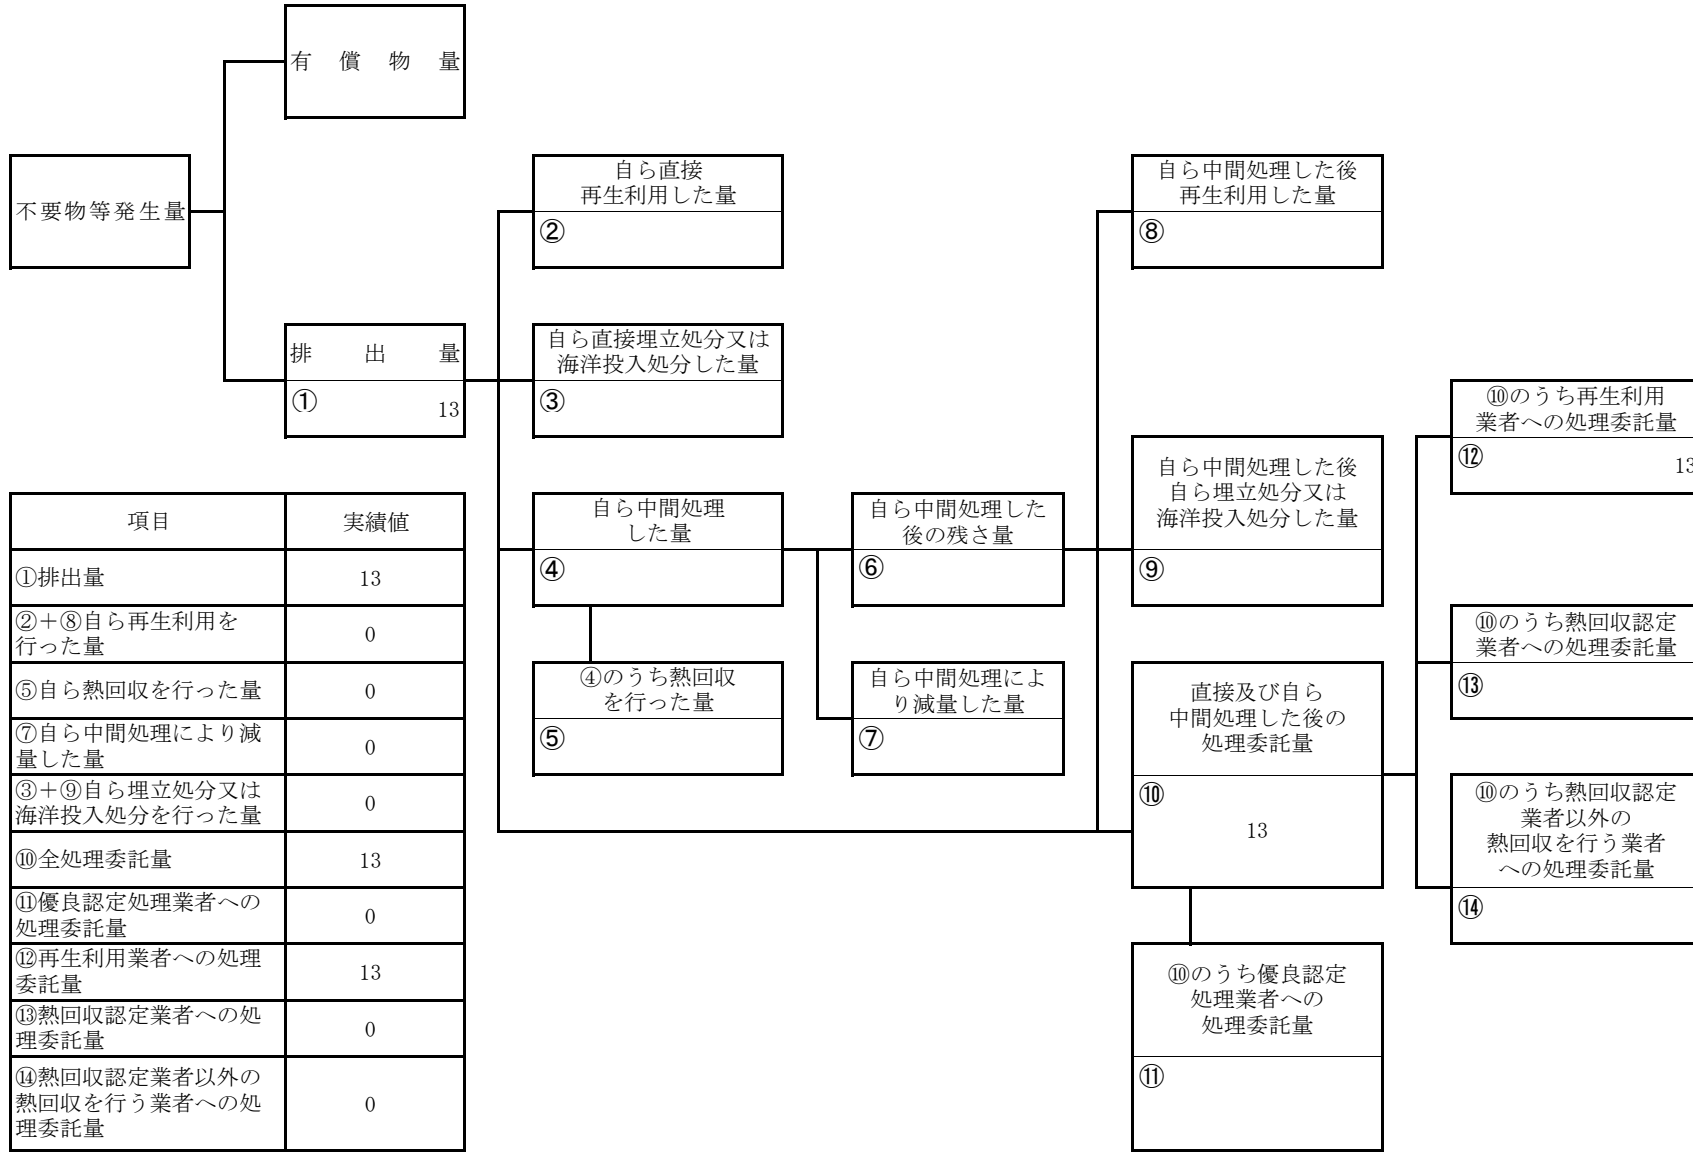 有償物量
不要物等発生量
排出量
①
13
自ら直接
再生利用した量
②
自ら直接埋立処分又は
海洋投入処分した量
③
自ら中間処理
した量
④
④のうち熱回収
を行った量
⑤
自ら中間処理した
後の残さ量
⑥
自ら中間処理によ
り減量した量
⑦
自ら中間処理した後
再生利用した量
⑧
自ら中間処理した後
自ら埋立処分又は
海洋投入処分した量
⑨
直接及び自ら
中間処理した後の
処理委託量
⑩
13
⑩のうち優良認定
処理業者への
処理委託量
⑪
⑩のうち再生利用
業者への処理委託量
⑫
13
⑩のうち熱回収認定
業者への処理委託量
⑬
⑩のうち熱回収認定
業者以外の
熱回収を行う業者
への処理委託量
⑭
項目 実績値
①排出量 13
②+⑧自ら再生利用を
行った量 0
⑤自ら熱回収を行った量 0
⑦自ら中間処理により減
量した量 0
③+⑨自ら埋立処分又は
海洋投入処分を行った量 0
⑩全処理委託量 13
⑪優良認定処理業者への
処理委託量 0
⑫再生利用業者への処理
委託量 13
⑬熱回収認定業者への処
理委託量 0
⑭熱回収認定業者以外の
熱回収を行う業者への処
理委託量 0